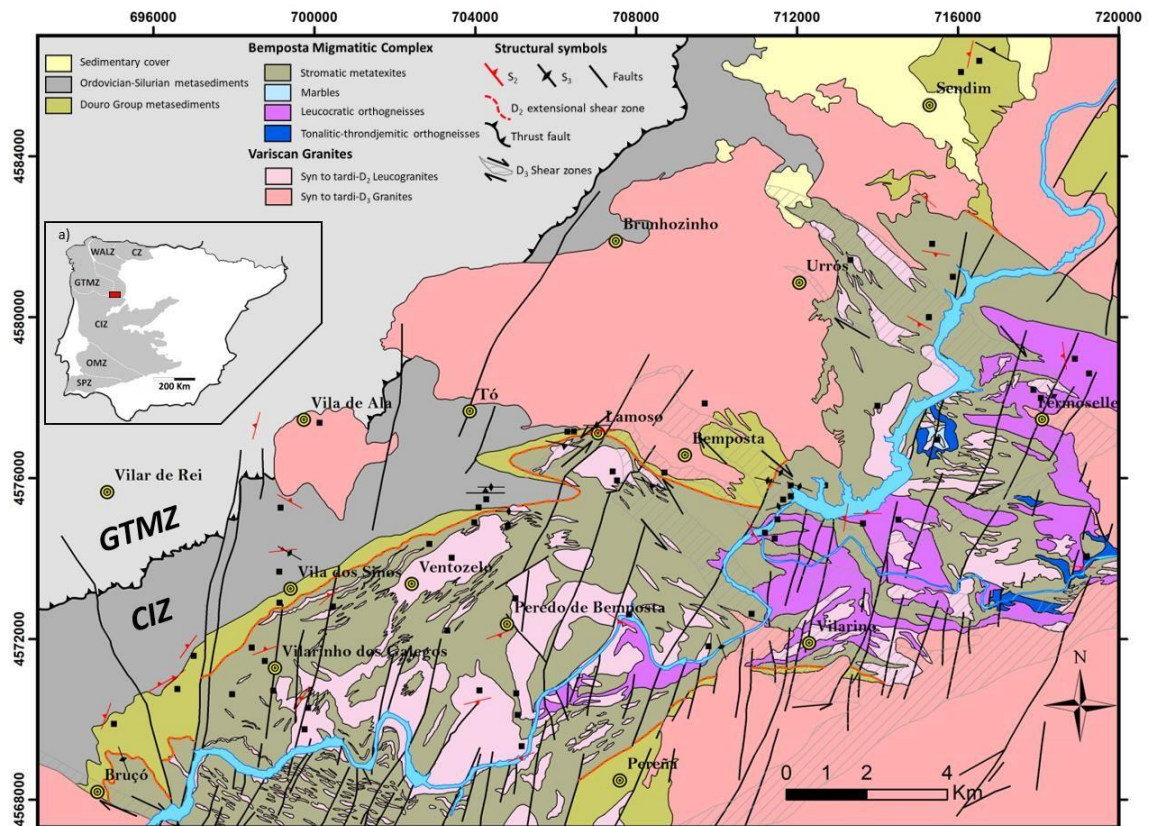 696000 700000 704000 708000 712000 716000 720000
Sedimentary cover
Ordovician-Silurian metasediments
Douro Group metasediments
Bemposta Migmatitic Complex
Stromatic metatexites
Marbles
Leucocratic orthogneisses
Tonalitic-throndjemitic orthogneisses
Variscan Granites
Syn to tardi-D2 Leucogranites
Syn to tardi-D3 Granites
Structural symbols
S2 S3 Faults
D2 extensional shear zone
Thrust fault
D3 Shear zones
4584000
4580000
4576000
4572000
4568000
a)
WALZ CZ
GTMZ
CIZ
OMZ
SPZ
200 Km
Sendim
Brunhozinho
Urrós
Tó
Vila de Ala
Lamoso
Fermoselle
Bemposta
Vilar de Rei
GTMZ
CIZ
Vila dos Sinos
Ventozelo
Peredo de Bemposta
Vilarino
Vilarinho dos Galegos
N
Bruçó
Pereña
0 2 4
Km